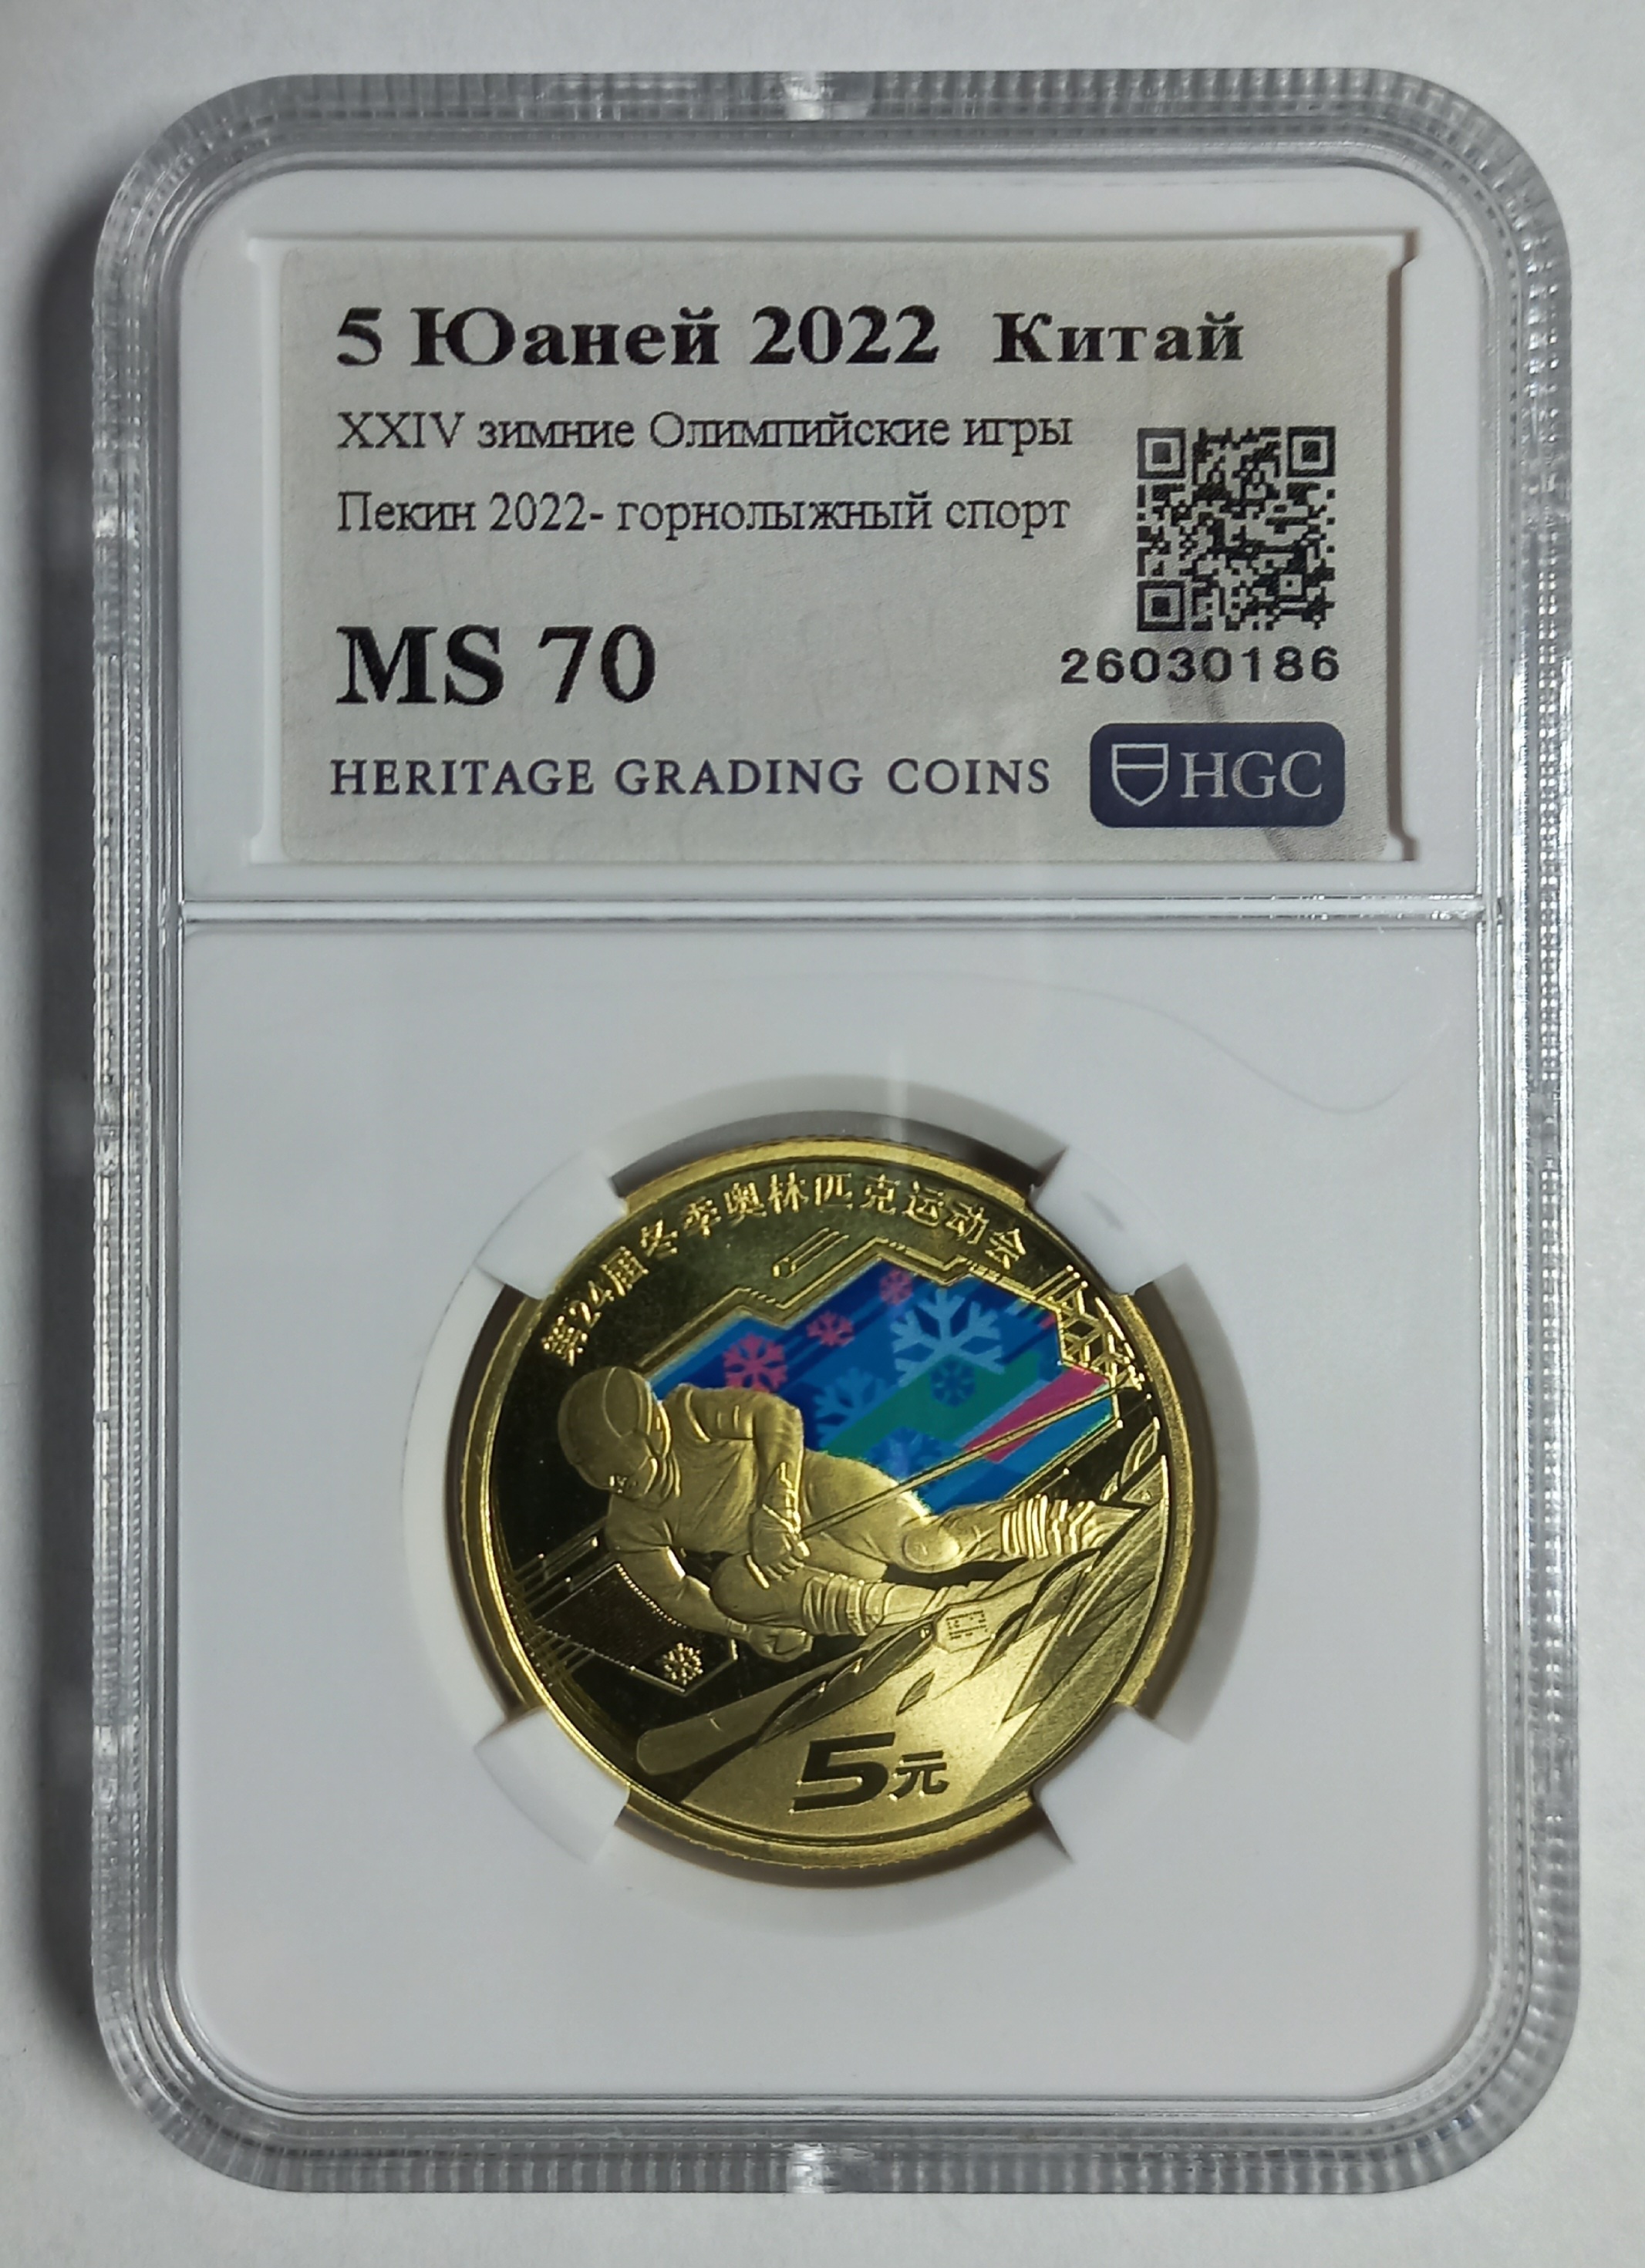 5 Юаней 2022 Китай
XXIV зимние Олимпийские игры
Пекин 2022- горнолыжный спорт
MS 70
26030186
HERITAGE GRADING COINS
HGC
第24届冬季奥林匹克运动会
5元